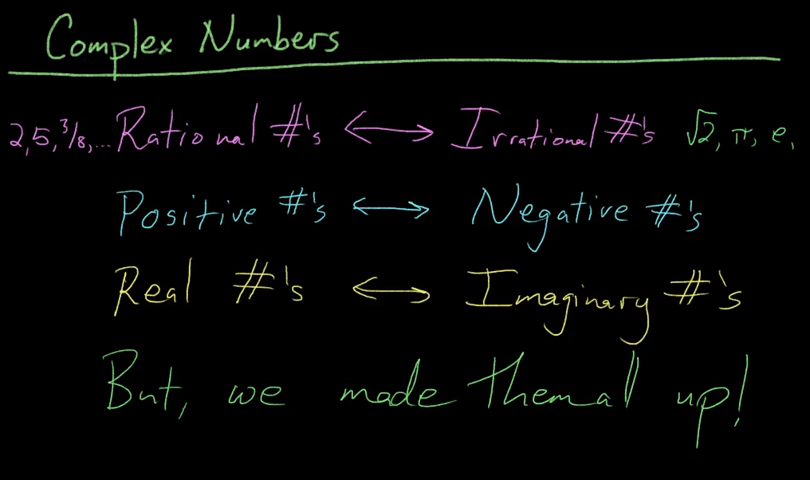 Complex Numbers
2,5,3/8,... Rational #'s ⟷ Irrational #'s √2, π, e,
Positive #'s ⟷ Negative #'s
Real #'s ⟷ Imaginary #'s
But, we made them all up!